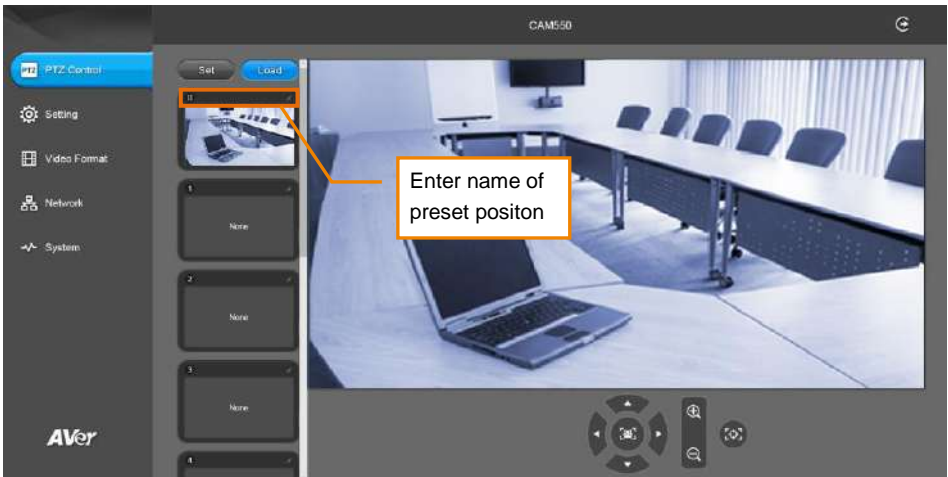 CAM550
PTZ PTZ Control
Setting
Video Format
Network
System
AVer
Set Load
0
1
None
2
None
3
None
4
Enter name of
preset positon